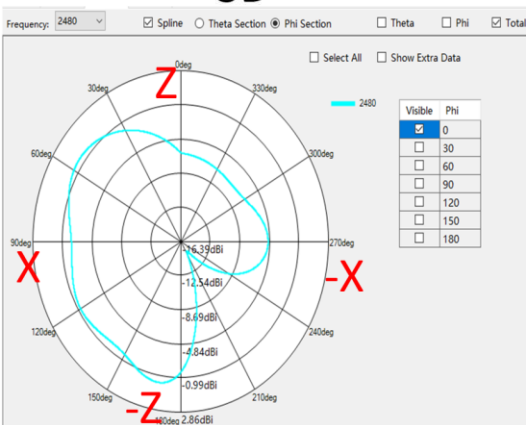 Frequency: 2480 Spline Theta Section Phi Section Theta Phi Total
Select All Show Extra Data
0deg
Z
30deg
330deg
2480
Visible Phi
0
30
60
90
120
150
180
60deg
300deg
90deg
270deg
X
-X
-16.39dBi
-12.54dBi
-8.69dBi
-4.84dBi
-0.99dBi
2.86dBi
120deg
240deg
150deg
210deg
-Z
180deg